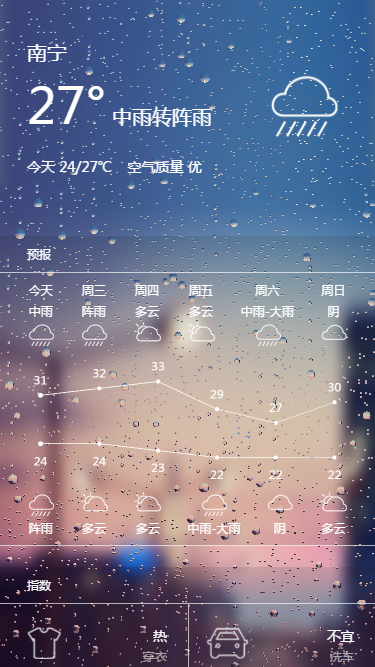 南宁
27° 中雨转阵雨
今天 24/27℃ 空气质量 优
预报
今天 周三 周四 周五 周六 周日
中雨 阵雨 多云 多云 中雨-大雨 阴
31 32 33 29 27 30
24 24 23 22 22 22
阵雨 多云 多云 中雨-大雨 阴 多云
指数
热 不宜
穿衣 洗车